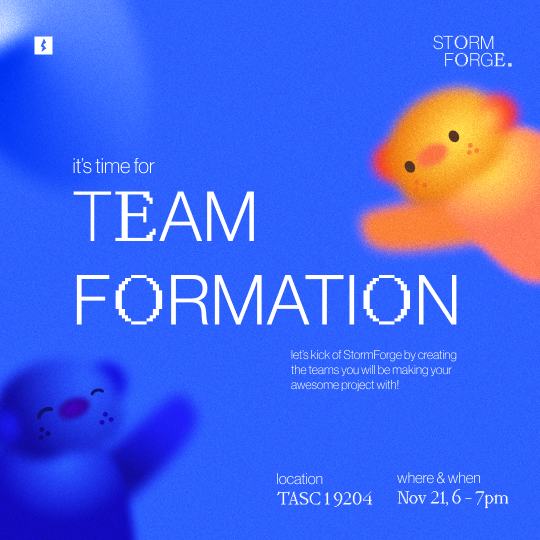 STORM
FORGE.
it's time for
TEAM
FORMATION
let's kick of StormForge by creating
the teams you will be making your
awesome project with!
location
TASC 1 9204
where & when
Nov 21, 6 - 7pm